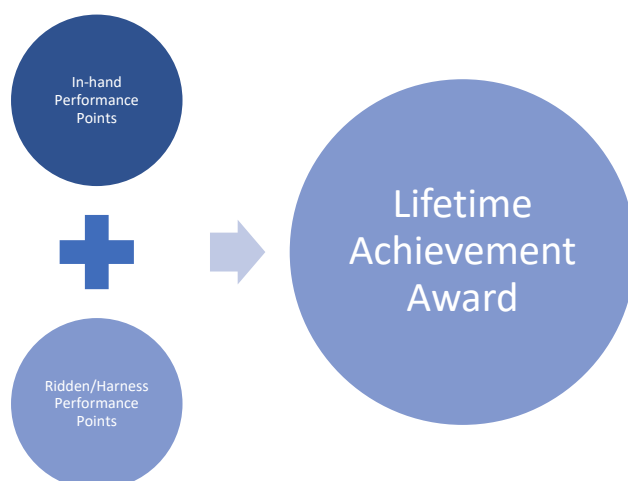 In-hand
Performance
Points
Ridden/Harness
Performance
Points
Lifetime
Achievement
Award